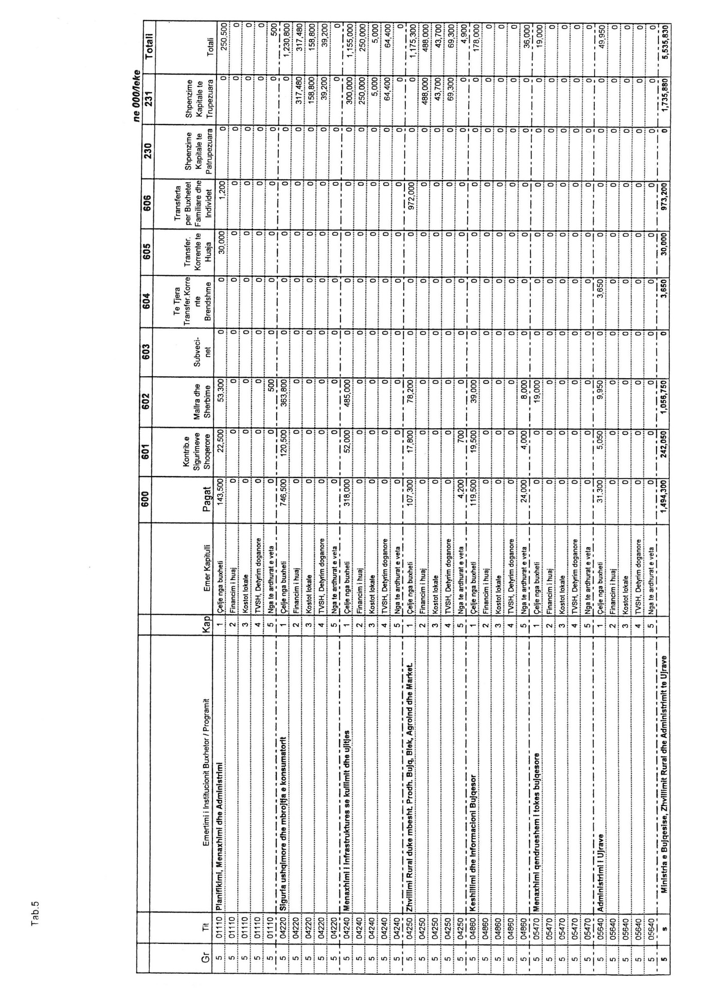 Tab.5
ne 000/leke
600 601 602 603 604 605 606 230 231 Totali
Gr Tit Emertimi i Institucionit Buxhetor / Programit Kap Emer Kapitulli Pagat Kontrib.e Sigurimeve Shoqerore Mallra dhe Sherbime Subveci-net Te Tjera Transfer.Korrente Brendshme Transfer. Korrente te Huaja Transferta per Buxhetet Familiare dhe Individet Shpenzime Kapitale te Patrupezuara Shpenzime Kapitale te Trupezuara Totali
5 01110 Planifikimi, Menaxhimi dhe Administrimi 1 Çelje nga buxheti 143,500 22,500 53,300 0 0 30,000 1,200 0 0 250,500
5 01110 2 Financim i huaj 0 0 0 0 0 0 0 0 0 0
5 01110 3 Kostot lokale 0 0 0 0 0 0 0 0 0 0
5 01110 4 TVSH, Detyrim doganore 0 0 0 0 0 0 0 0 0 0
5 01110 5 Nga te ardhurat e veta 0 0 500 0 0 0 0 0 0 500
5 04220 Siguria ushqimore dhe mbrojtja e konsumatorit 1 Çelje nga buxheti 746,500 120,500 363,800 0 0 0 0 0 0 1,230,800
5 04220 2 Financim i huaj 0 0 0 0 0 0 0 0 317,480 317,480
5 04220 3 Kostot lokale 0 0 0 0 0 0 0 0 158,800 158,800
5 04220 4 TVSH, Detyrim doganore 0 0 0 0 0 0 0 0 39,200 39,200
5 04220 5 Nga te ardhurat e veta 0 0 0 0 0 0 0 0 0 0
5 04240 Menaxhimi i infrastruktures se kullimit dhe ujitjes 1 Çelje nga buxheti 318,000 52,000 485,000 0 0 0 0 0 300,000 1,155,000
5 04240 2 Financim i huaj 0 0 0 0 0 0 0 0 250,000 250,000
5 04240 3 Kostot lokale 0 0 0 0 0 0 0 0 5,000 5,000
5 04240 4 TVSH, Detyrim doganore 0 0 0 0 0 0 0 0 64,400 64,400
5 04240 5 Nga te ardhurat e veta 0 0 0 0 0 0 0 0 0 0
5 04250 Zhvillimi Rural duke mbesht. Prodh. Bujq, Blek, Agroind dhe Market. 1 Çelje nga buxheti 107,300 17,800 78,200 0 0 0 972,000 0 0 1,175,300
5 04250 2 Financim i huaj 0 0 0 0 0 0 0 0 488,000 488,000
5 04250 3 Kostot lokale 0 0 0 0 0 0 0 0 43,700 43,700
5 04250 4 TVSH, Detyrim doganore 0 0 0 0 0 0 0 0 69,300 69,300
5 04250 5 Nga te ardhurat e veta 4,200 700 0 0 0 0 0 0 0 4,900
5 04860 Keshillimi dhe Informacioni Bujqesor 1 Çelje nga buxheti 119,500 19,500 39,000 0 0 0 0 0 0 178,000
5 04860 2 Financim i huaj 0 0 0 0 0 0 0 0 0 0
5 04860 3 Kostot lokale 0 0 0 0 0 0 0 0 0 0
5 04860 4 TVSH, Detyrim doganore 0 0 0 0 0 0 0 0 0 0
5 04860 5 Nga te ardhurat e veta 24,000 4,000 8,000 0 0 0 0 0 0 36,000
5 05470 Menaxhimi qendrueshem i tokes bujqesore 1 Çelje nga buxheti 0 0 19,000 0 0 0 0 0 0 19,000
5 05470 2 Financim i huaj 0 0 0 0 0 0 0 0 0 0
5 05470 3 Kostot lokale 0 0 0 0 0 0 0 0 0 0
5 05470 4 TVSH, Detyrim doganore 0 0 0 0 0 0 0 0 0 0
5 05470 5 Nga te ardhurat e veta 0 0 0 0 0 0 0 0 0 0
5 05640 Administrimi i Ujrave 1 Çelje nga buxheti 31,300 5,050 9,950 0 3,650 0 0 0 0 49,950
5 05640 2 Financim i huaj 0 0 0 0 0 0 0 0 0 0
5 05640 3 Kostot lokale 0 0 0 0 0 0 0 0 0 0
5 05640 4 TVSH, Detyrim doganore 0 0 0 0 0 0 0 0 0 0
5 05640 5 Nga te ardhurat e veta 0 0 0 0 0 0 0 0 0 0
5 s Ministria e Bujqesise, Zhvillimit Rural dhe Administrimit te Ujrave 1,494,300 242,050 1,056,750 0 3,650 30,000 973,200 0 1,735,880 5,535,830